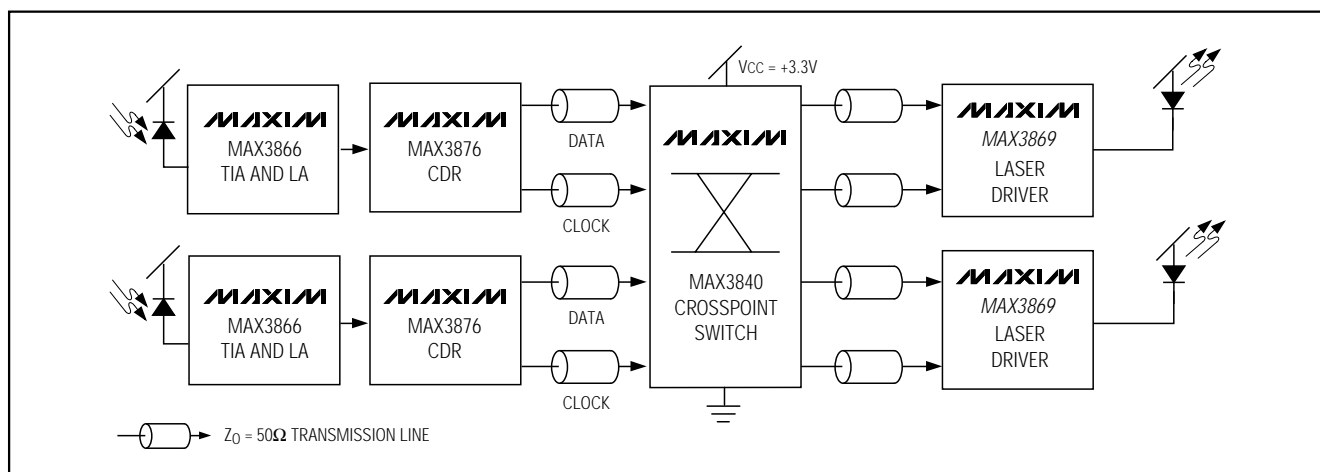 VCC = +3.3V
MAXIM
MAX3866
TIA AND LA
MAXIM
MAX3876
CDR
DATA
CLOCK
MAXIM
MAX3840
CROSSPOINT
SWITCH
MAXIM
MAX3869
LASER
DRIVER
MAXIM
MAX3866
TIA AND LA
MAXIM
MAX3876
CDR
DATA
CLOCK
MAXIM
MAX3869
LASER
DRIVER
ZO = 50Ω TRANSMISSION LINE